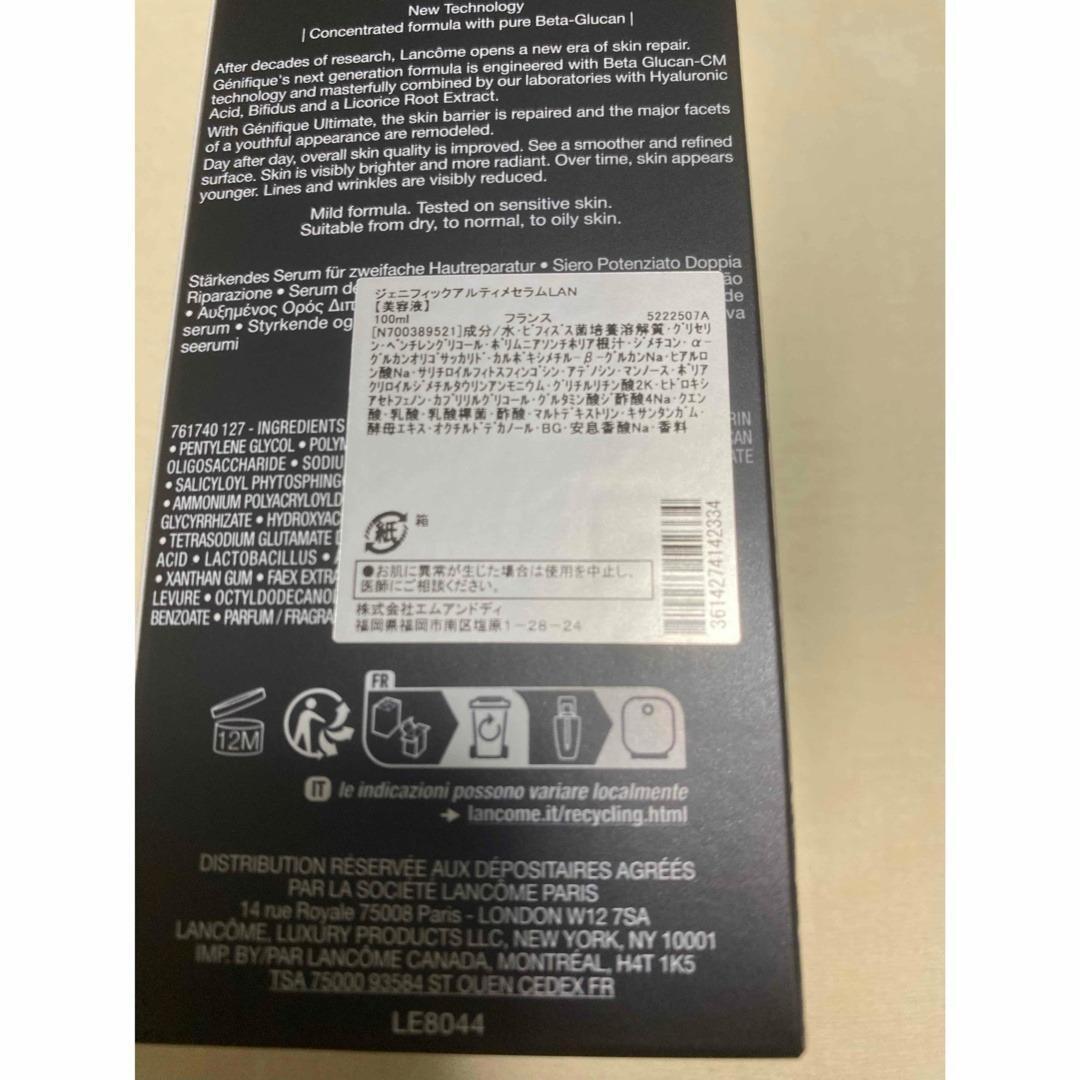 New Technology
| Concentrated formula with pure Beta-Glucan |
After decades of research, Lancôme opens a new era of skin repair.
Génifique's next generation formula is engineered with Beta Glucan-CM
technology and masterfully combined by our laboratories with Hyaluronic
Acid, Bifidus and a Licorice Root Extract.
With Génifique Ultimate, the skin barrier is repaired and the major facets
of a youthful appearance are remodeled.
Day after day, overall skin quality is improved. See a smoother and refined
surface. Skin is visibly brighter and more radiant. Over time, skin appears
younger. Lines and wrinkles are visibly reduced.
Mild formula. Tested on sensitive skin.
Suitable from dry, to normal, to oily skin.
Stärkendes Serum für zweifache Hautreparatur • Siero Potenziato Doppia
Riparazione • Serum de
• Αυξημένος Ορός Διπ
serum • Styrkende og
seerumi
ジェニフィックアルティメセラムLAN
【美容液】
100ml フランス 5222507A
[N700389521]成分/水・ビフィズス菌培養溶解質・グリセリ
ン・ペンチレングリコール・ポリムニアソンチホリア根汁・ジメチコン・α-
グルカンオリゴサッカリド・カルボキシメチル-β-グルカンNa・ヒアルロ
ン酸Na・サリチロイルフィトスフィンゴシン・アデノシン・マンノース・ポリア
クリロイルジメチルタウリンアンモニウム・グリチルリチン酸2K・ヒドロキシ
アセトフェノン・カプリリルグリコール・グルタミン酸ジ酢酸4Na・クエン
酸・乳酸・乳酸桿菌・酢酸・マルトデキストリン・キサンタンガム・
酵母エキス・オクチルドデカノール・BG・安息香酸Na・香料
761740 127 - INGREDIENTS
• PENTYLENE GLYCOL • POLYM
OLIGOSACCHARIDE • SODIU
• SALICYLOYL PHYTOSPHING
• AMMONIUM POLYACRYLOYLD
GLYCYRRHIZATE • HYDROXYAC
• TETRASODIUM GLUTAMATE D
ACID • LACTOBACILLUS •
• XANTHAN GUM • FAEX EXTRA
LEVURE • OCTYLDODECANO
BENZOATE • PARFUM / FRAGRA
紙 箱
●お肌に異常が生じた場合は使用を中止し、
医師にご相談ください。
株式会社エムアンドディ
福岡県福岡市南区塩原1-28-24
3614274142334
12M
FR
IT le indicazioni possono variare localmente
➔ lancome.it/recycling.html
DISTRIBUTION RÉSERVÉE AUX DÉPOSITAIRES AGRÉÉS
PAR LA SOCIÉTÉ LANCÔME PARIS
14 rue Royale 75008 Paris - LONDON W12 7SA
LANCÔME, LUXURY PRODUCTS LLC, NEW YORK, NY 10001
IMP. BY/PAR LANCÔME CANADA, MONTRÉAL, H4T 1K5
TSA 75000 93584 ST OUEN CEDEX FR
LE8044